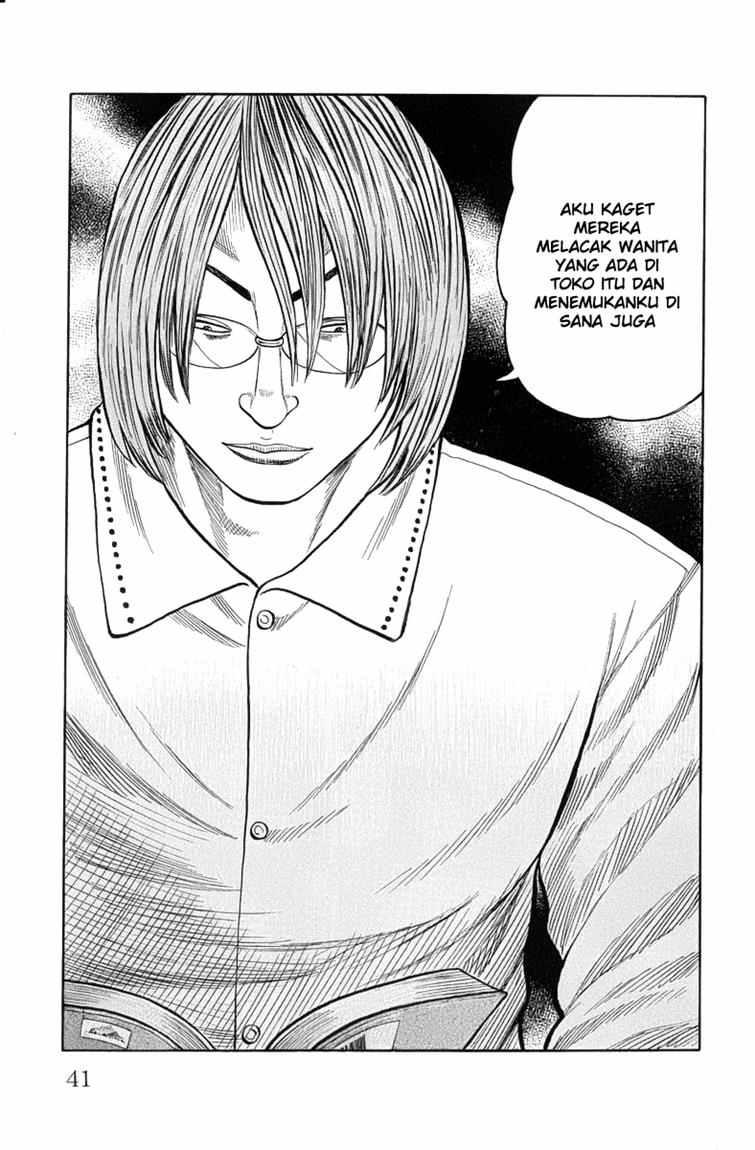 AKU KAGET
MEREKA
MELACAK WANITA
YANG ADA DI
TOKO ITU DAN
MENEMUKANKU DI
SANA JUGA
41